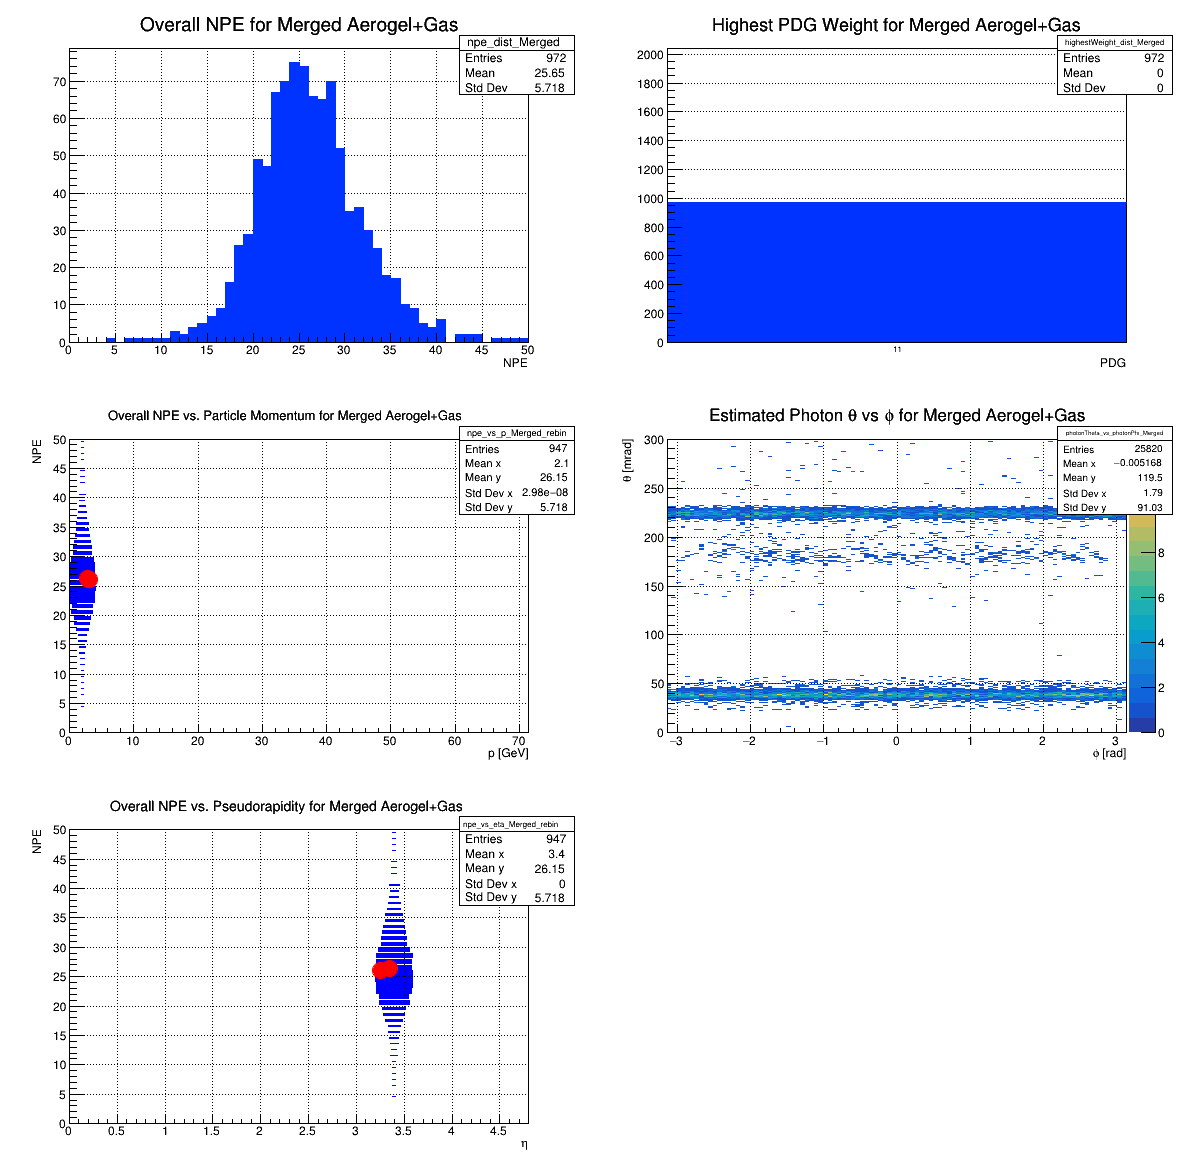 Overall NPE for Merged Aerogel+Gas
npe_dist_Merged
Entries 972
Mean 25.65
Std Dev 5.718
70
60
50
40
30
20
10
0
0 5 10 15 20 25 30 35 40 45 50
NPE
Highest PDG Weight for Merged Aerogel+Gas
highestWeight_dist_Merged
Entries 972
Mean 0
Std Dev 0
2000
1800
1600
1400
1200
1000
800
600
400
200
0
11
PDG
Overall NPE vs. Particle Momentum for Merged Aerogel+Gas
npe_vs_p_Merged_rebin
Entries 947
Mean x 2.1
Mean y 26.15
Std Dev x 2.98e−08
Std Dev y 5.718
NPE
50
45
40
35
30
25
20
15
10
5
0
0 10 20 30 40 50 60 70
p [GeV]
Estimated Photon θ vs ϕ for Merged Aerogel+Gas
photonTheta_vs_photonPhi_Merged
Entries 25820
Mean x −0.005168
Mean y 119.5
Std Dev x 1.79
Std Dev y 91.03
θ [mrad]
300
250
200
150
100
50
0
−3 −2 −1 0 1 2 3
ϕ [rad]
8
6
4
2
0
Overall NPE vs. Pseudorapidity for Merged Aerogel+Gas
npe_vs_eta_Merged_rebin
Entries 947
Mean x 3.4
Mean y 26.15
Std Dev x 0
Std Dev y 5.718
NPE
50
45
40
35
30
25
20
15
10
5
0
0 0.5 1 1.5 2 2.5 3 3.5 4 4.5
η